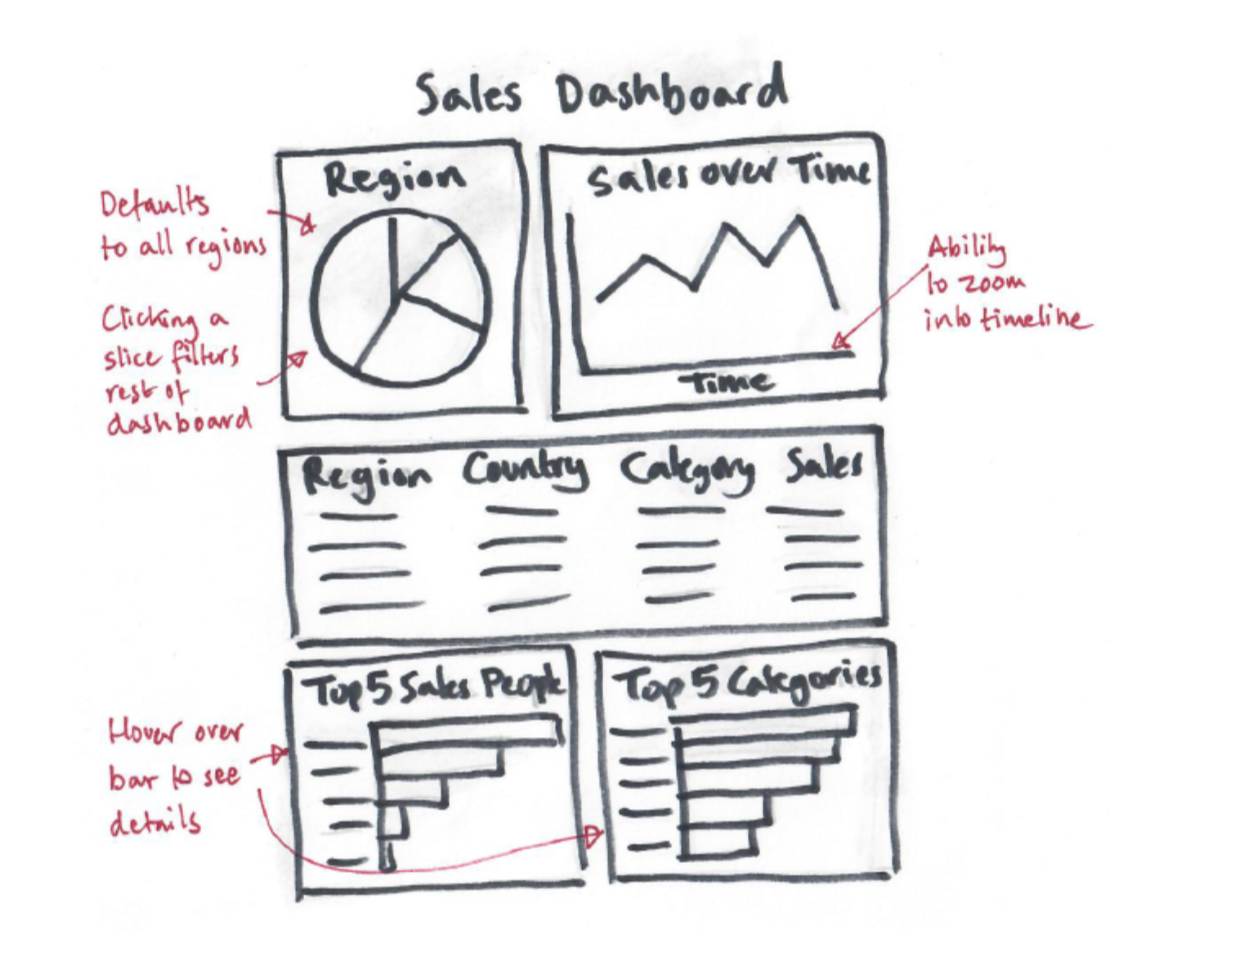 Sales Dashboard
Region
Sales over Time
Defaults
to all regions
Clicking a
slice filters
rest of
dashboard
Ability
to zoom
into timeline
Time
Region Country Category Sales
Top 5 Sales People
Top 5 Categories
Hover over
bar to see
details